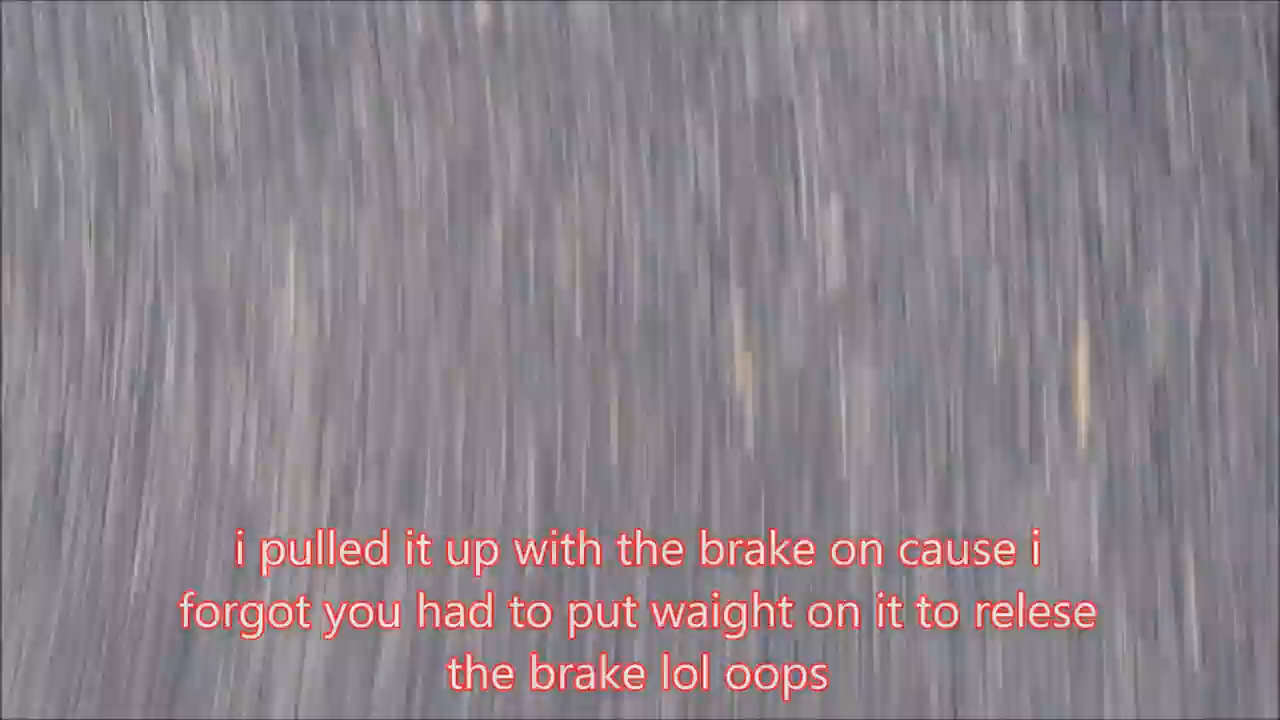 i pulled it up with the brake on cause i
forgot you had to put waight on it to relese
the brake lol oops